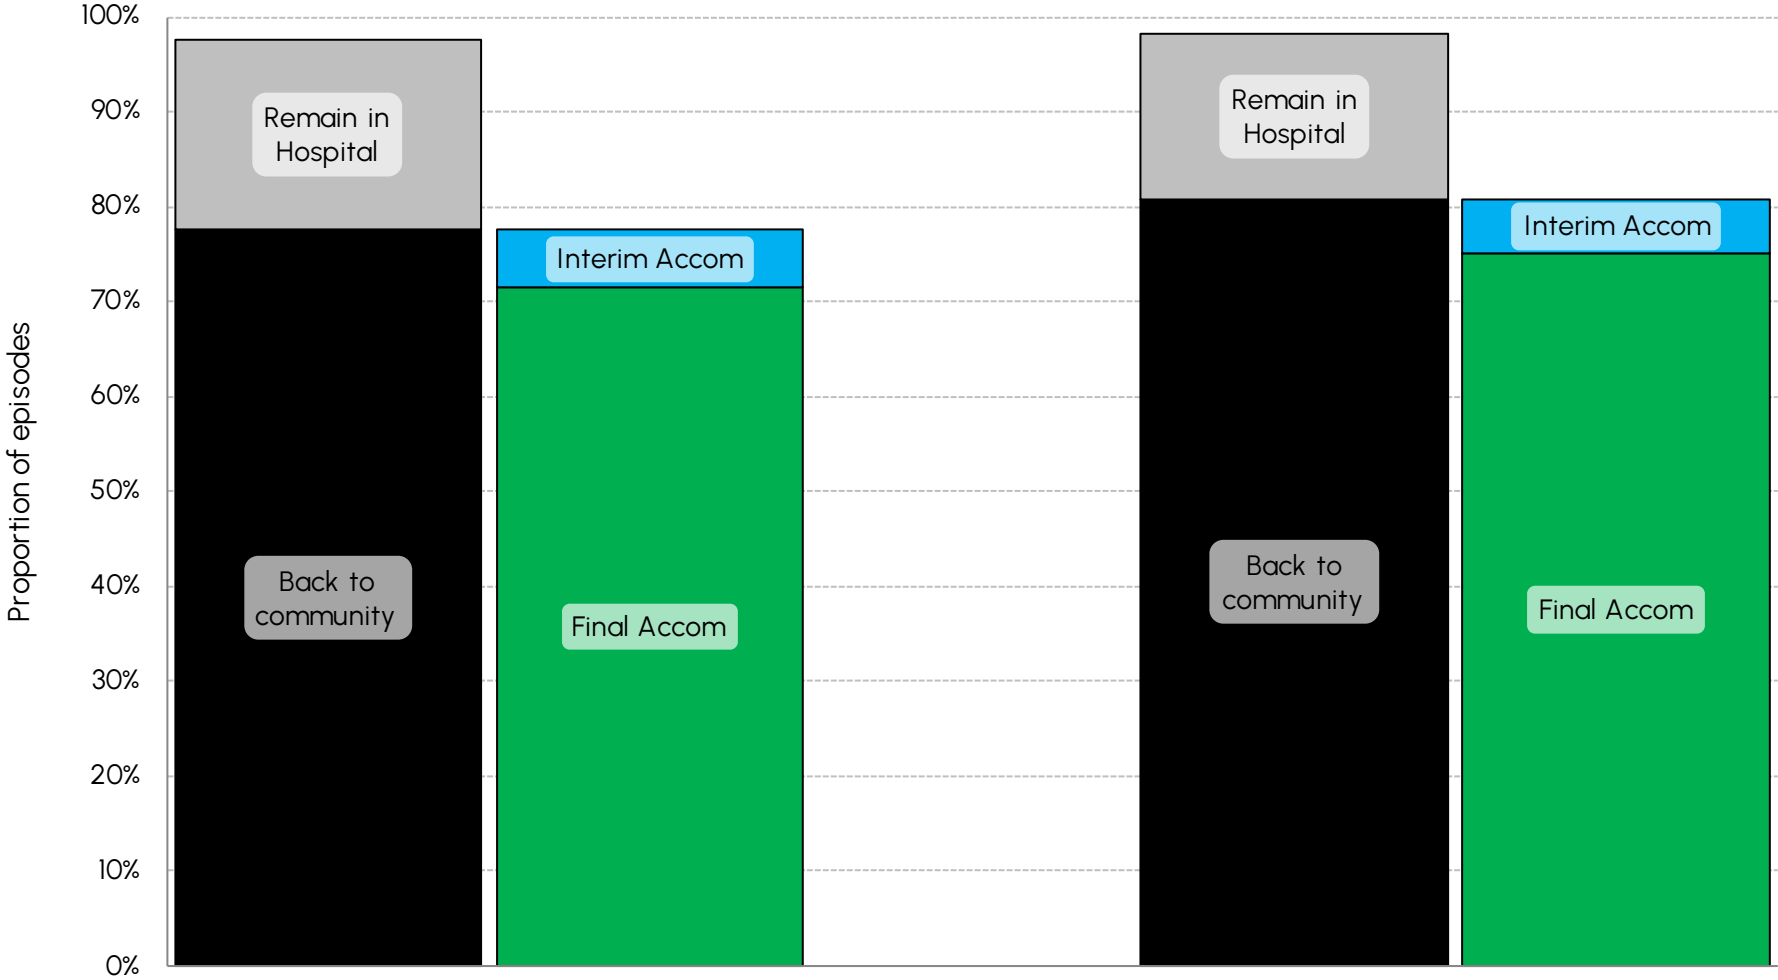 Proportion of episodes
100%
90%
80%
70%
60%
50%
40%
30%
20%
10%
0%
Remain in
Hospital
Back to
community
Interim Accom
Final Accom
Remain in
Hospital
Back to
community
Interim Accom
Final Accom